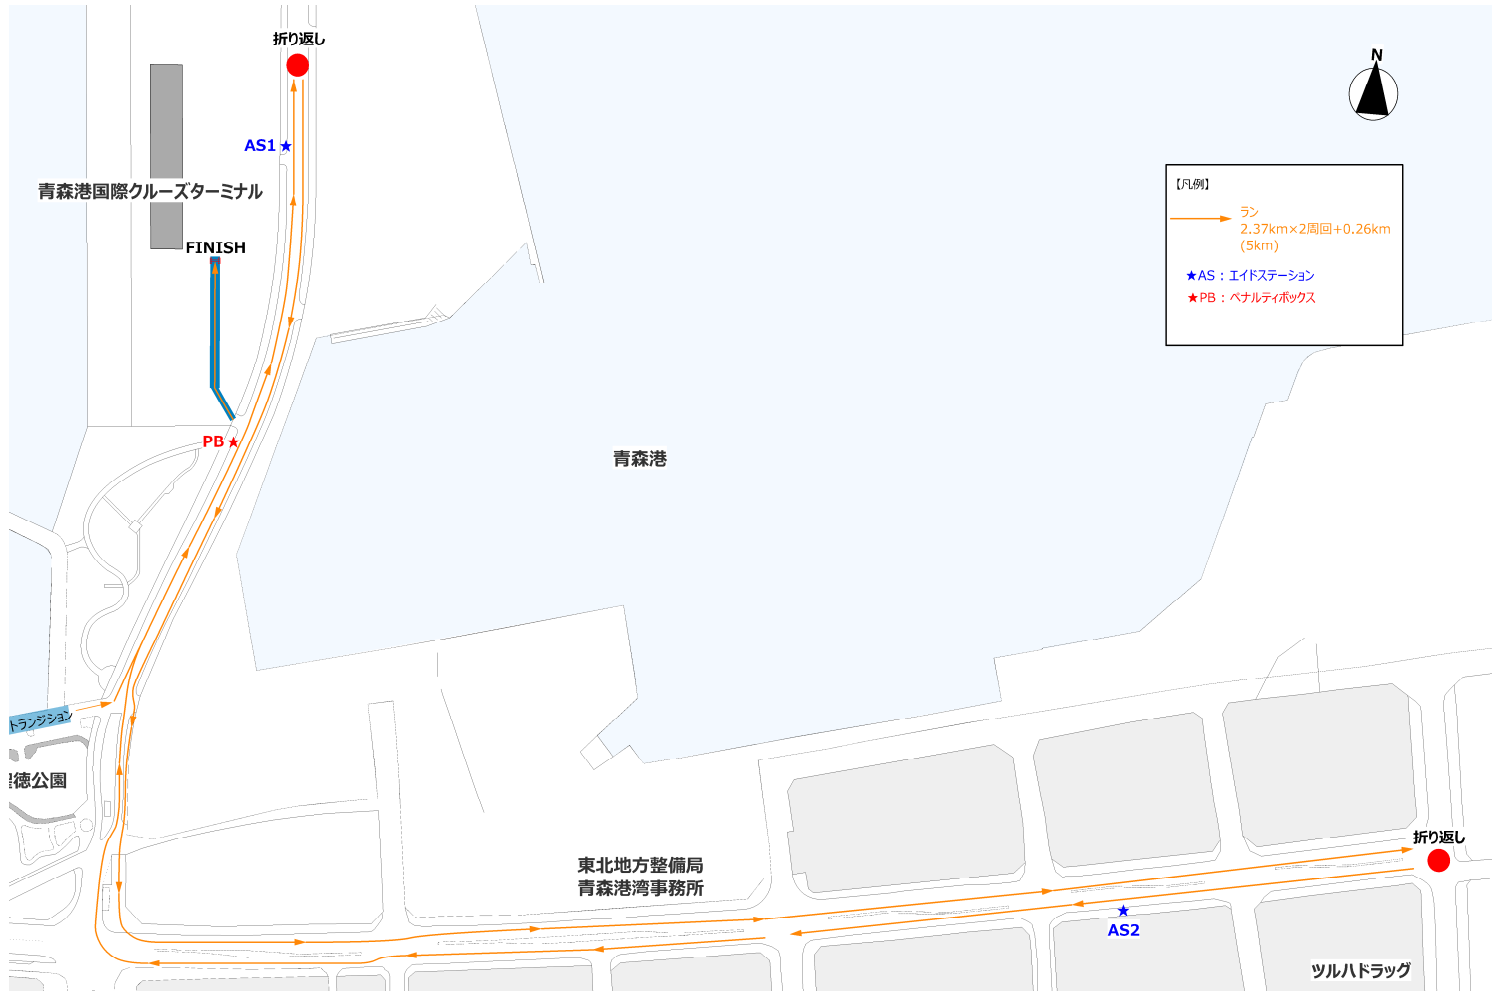 折り返し
N
AS1
青森港国際クルーズターミナル
【凡例】
ラン
2.37km×2周回+0.26km
(5km)
★AS：エイドステーション
★PB：ペナルティボックス
FINISH
PB
青森港
トランジション
徳公園
折り返し
東北地方整備局
青森港湾事務所
AS2
ツルハドラッグ